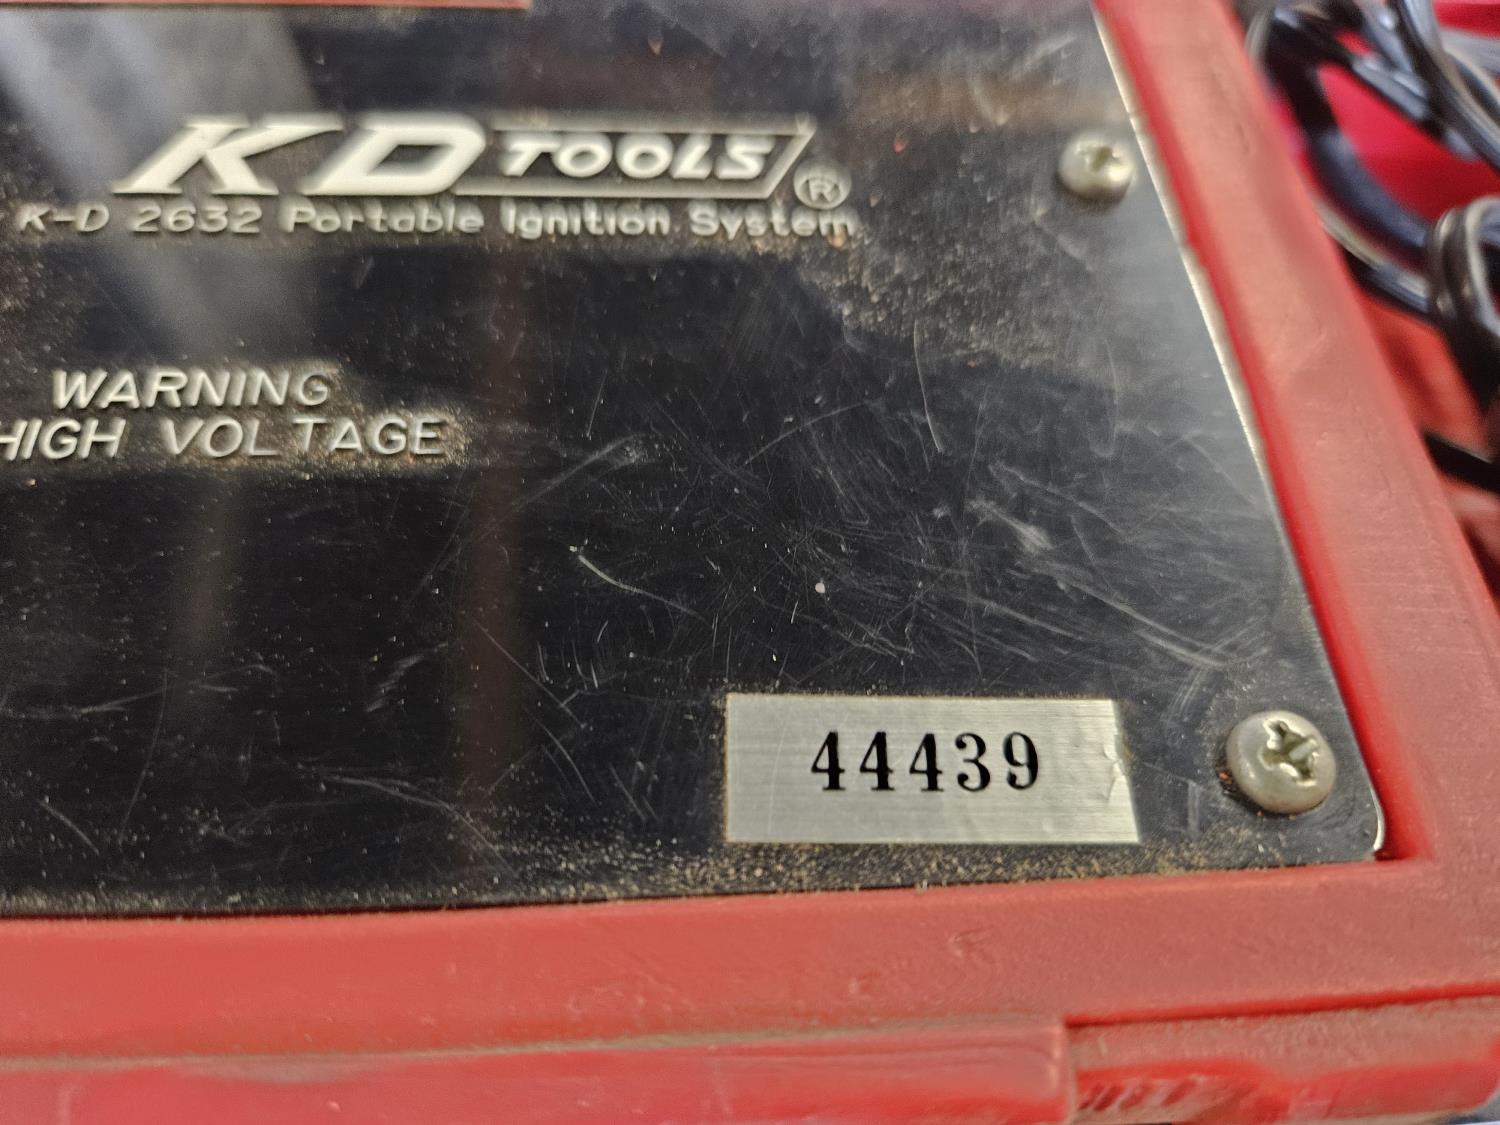 KD TOOLS ®
K-D 2632 Portable Ignition System
WARNING
HIGH VOLTAGE
44439